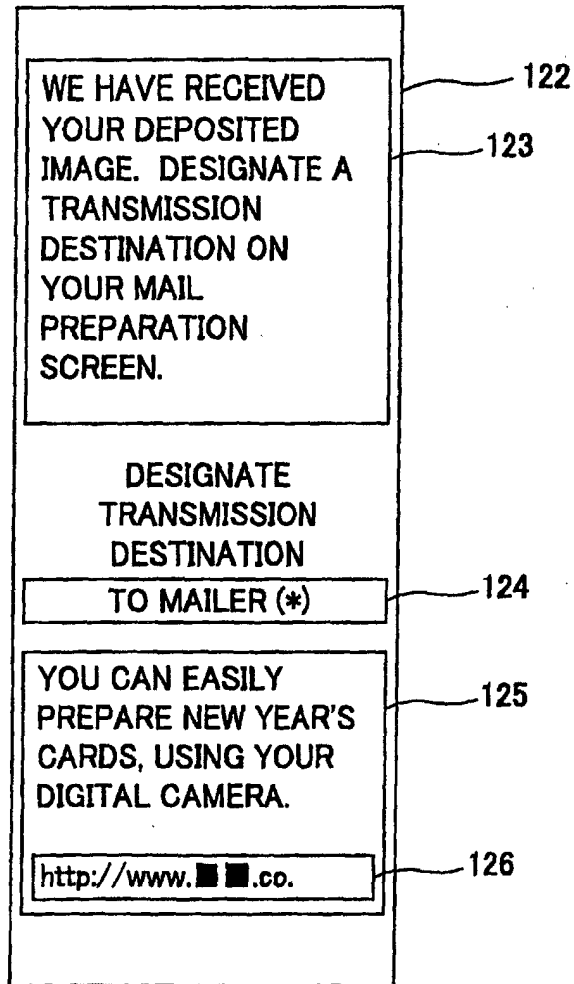 WE HAVE RECEIVED
YOUR DEPOSITED
IMAGE. DESIGNATE A
TRANSMISSION
DESTINATION ON
YOUR MAIL
PREPARATION
SCREEN.
DESIGNATE
TRANSMISSION
DESTINATION
TO MAILER (*)
YOU CAN EASILY
PREPARE NEW YEAR'S
CARDS, USING YOUR
DIGITAL CAMERA.
http://www.■ ■.co.
122
123
124
125
126